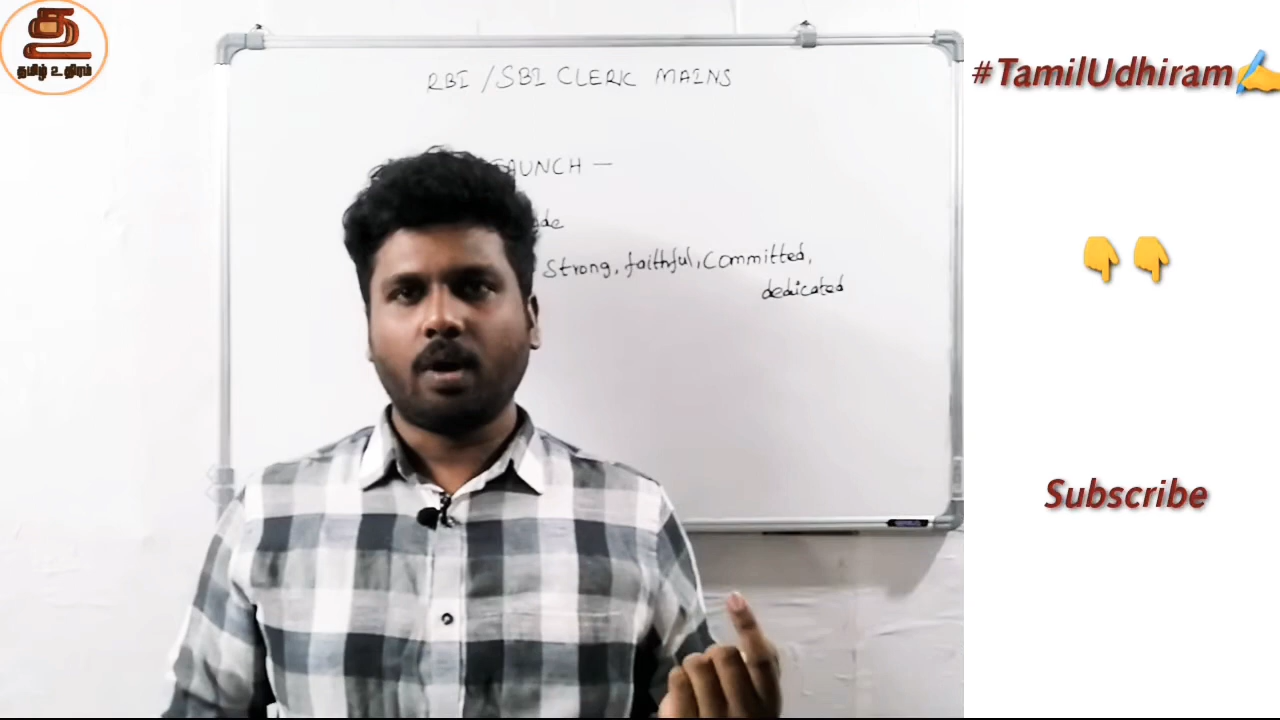 தமிழ் உதிரம்
RBI / SBI CLERK MAINS
#TamilUdhiram
AUNCH —
de
Strong, faithful, committed,
dedicated
Subscribe